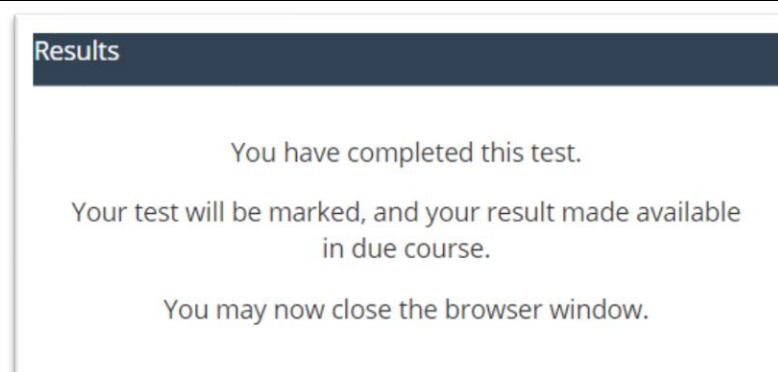 Results
You have completed this test.
Your test will be marked, and your result made available
in due course.
You may now close the browser window.